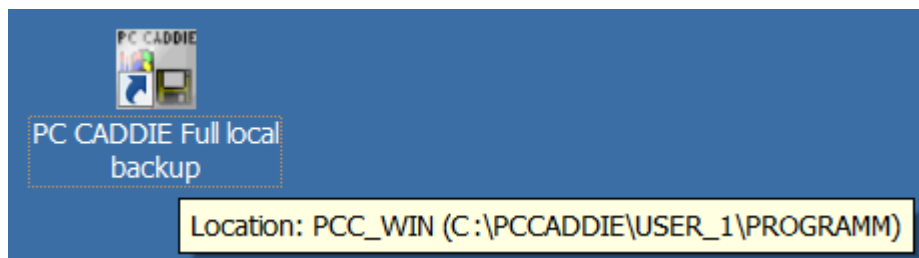 PC CADDIE
PC CADDIE Full local
backup
Location: PCC_WIN (C:\PCCADDIE\USER_1\PROGRAMM)